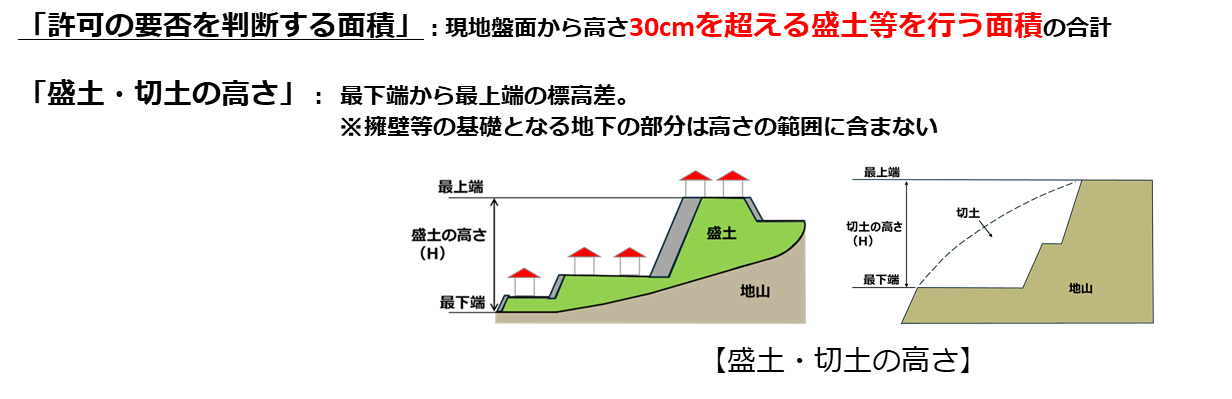 「許可の要否を判断する面積」：現地盤面から高さ30cmを超える盛土等を行う面積の合計
「盛土・切土の高さ」： 最下端から最上端の標高差。
※擁壁等の基礎となる地下の部分は高さの範囲に含まない
最上端
盛土の高さ
（H）
最下端
盛土
地山
最上端
切土の高さ
（H）
最下端
切土
地山
【盛土・切土の高さ】